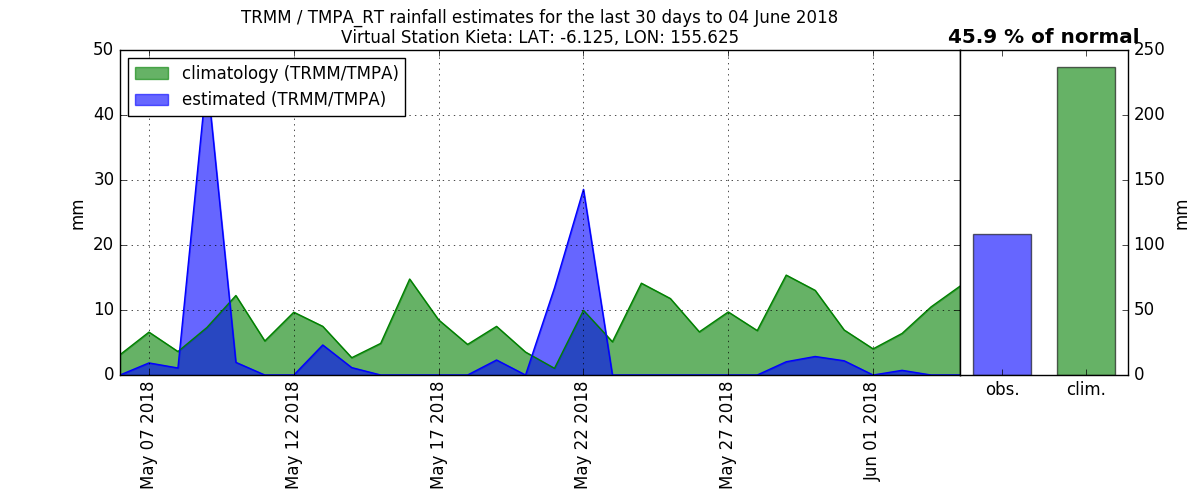 TRMM / TMPA_RT rainfall estimates for the last 30 days to 04 June 2018
Virtual Station Kieta: LAT: -6.125, LON: 155.625
45.9 % of normal
climatology (TRMM/TMPA)
estimated (TRMM/TMPA)
50
40
30
20
10
0
mm
May 07 2018
May 12 2018
May 17 2018
May 22 2018
May 27 2018
Jun 01 2018
250
200
150
100
50
0
mm
obs.
clim.